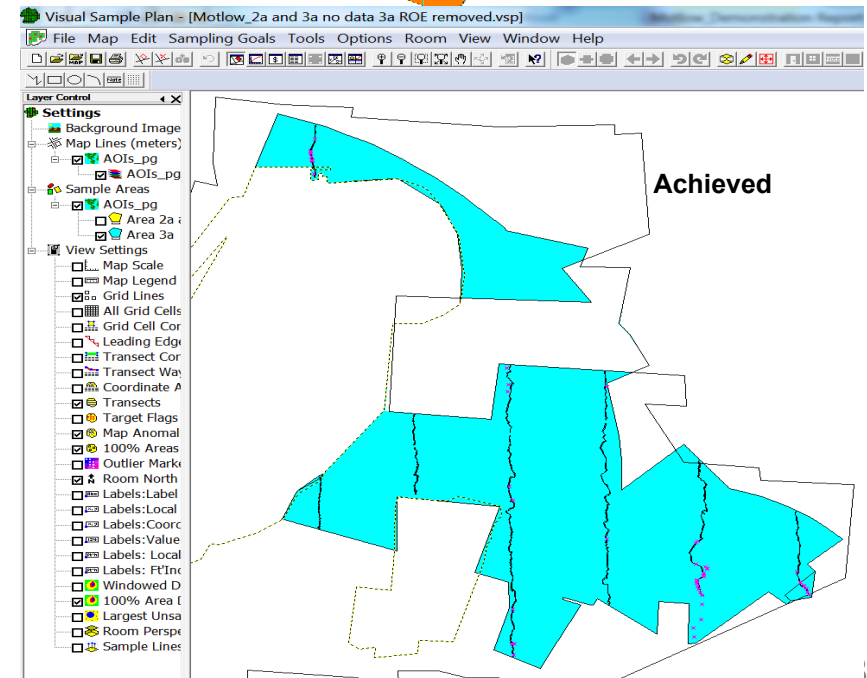 Visual Sample Plan - [Motlow_2a and 3a no data 3a ROE removed.vsp]
File Map Edit Sampling Goals Tools Options Room View Window Help
Layer Control
Settings
Background Image
Map Lines (meters)
AOIs_pg
AOIs_pg
Sample Areas
AOIs_pg
Area 2a a
Area 3a
View Settings
Map Scale
Map Legend
Grid Lines
All Grid Cells
Grid Cell Cor
Leading Edge
Transect Cor
Transect Way
Coordinate A
Transects
Target Flags
Map Anomal
100% Areas
Outlier Marke
Room North
Labels:Label
Labels:Local
Labels:Coorc
Labels:Value
Labels: Local
Labels: Ft'Inc
Windowed D
100% Area D
Largest Unsa
Room Perspe
Sample Lines
Achieved